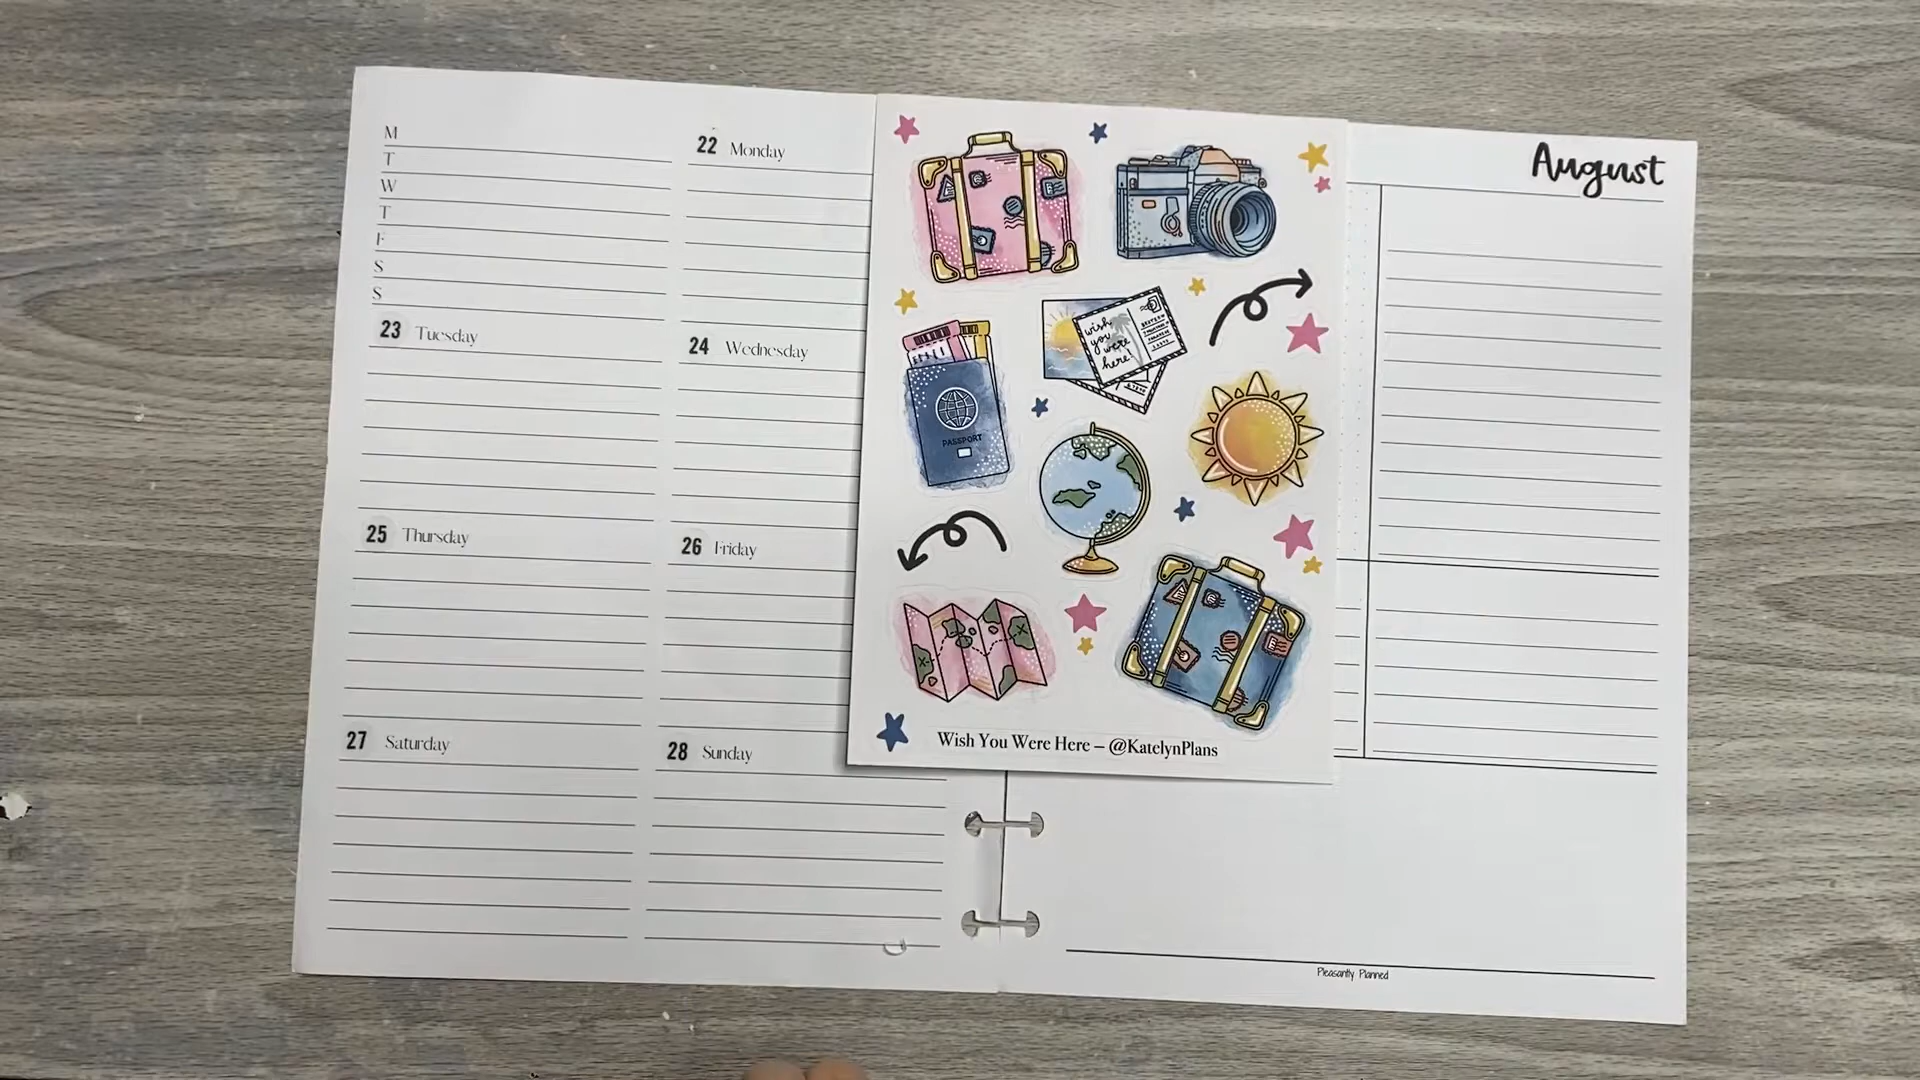 M
T
W
T
F
S
S
22 Monday
23 Tuesday
24 Wednesday
25 Thursday
26 Friday
27 Saturday
28 Sunday
wish
you
were
here!
PASSPORT
Wish You Were Here – @KatelynPlans
August
Pleasantly Planned